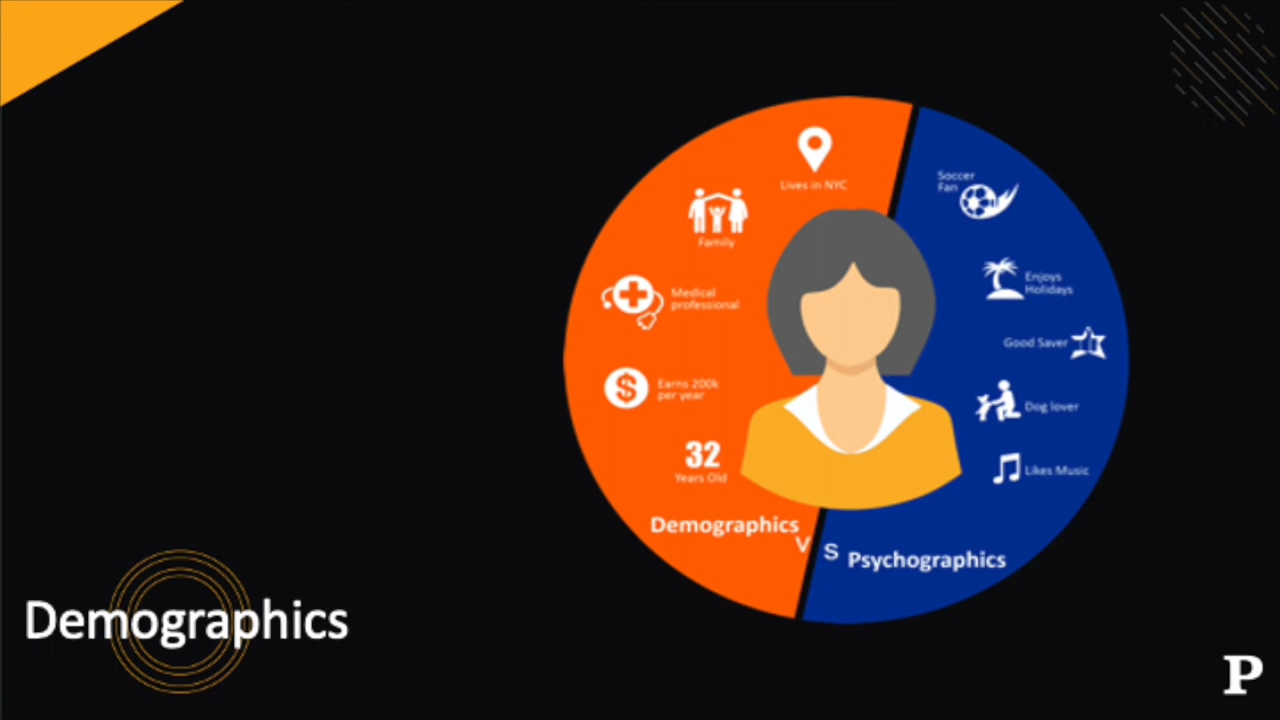 Lives in NYC
Family
Medical
professional
Earns 200k
per year
32
Years Old
Demographics
VS
Psychographics
Soccer
Fan
Enjoys
Holidays
Good Saver
Dog lover
Likes Music
Demographics
P